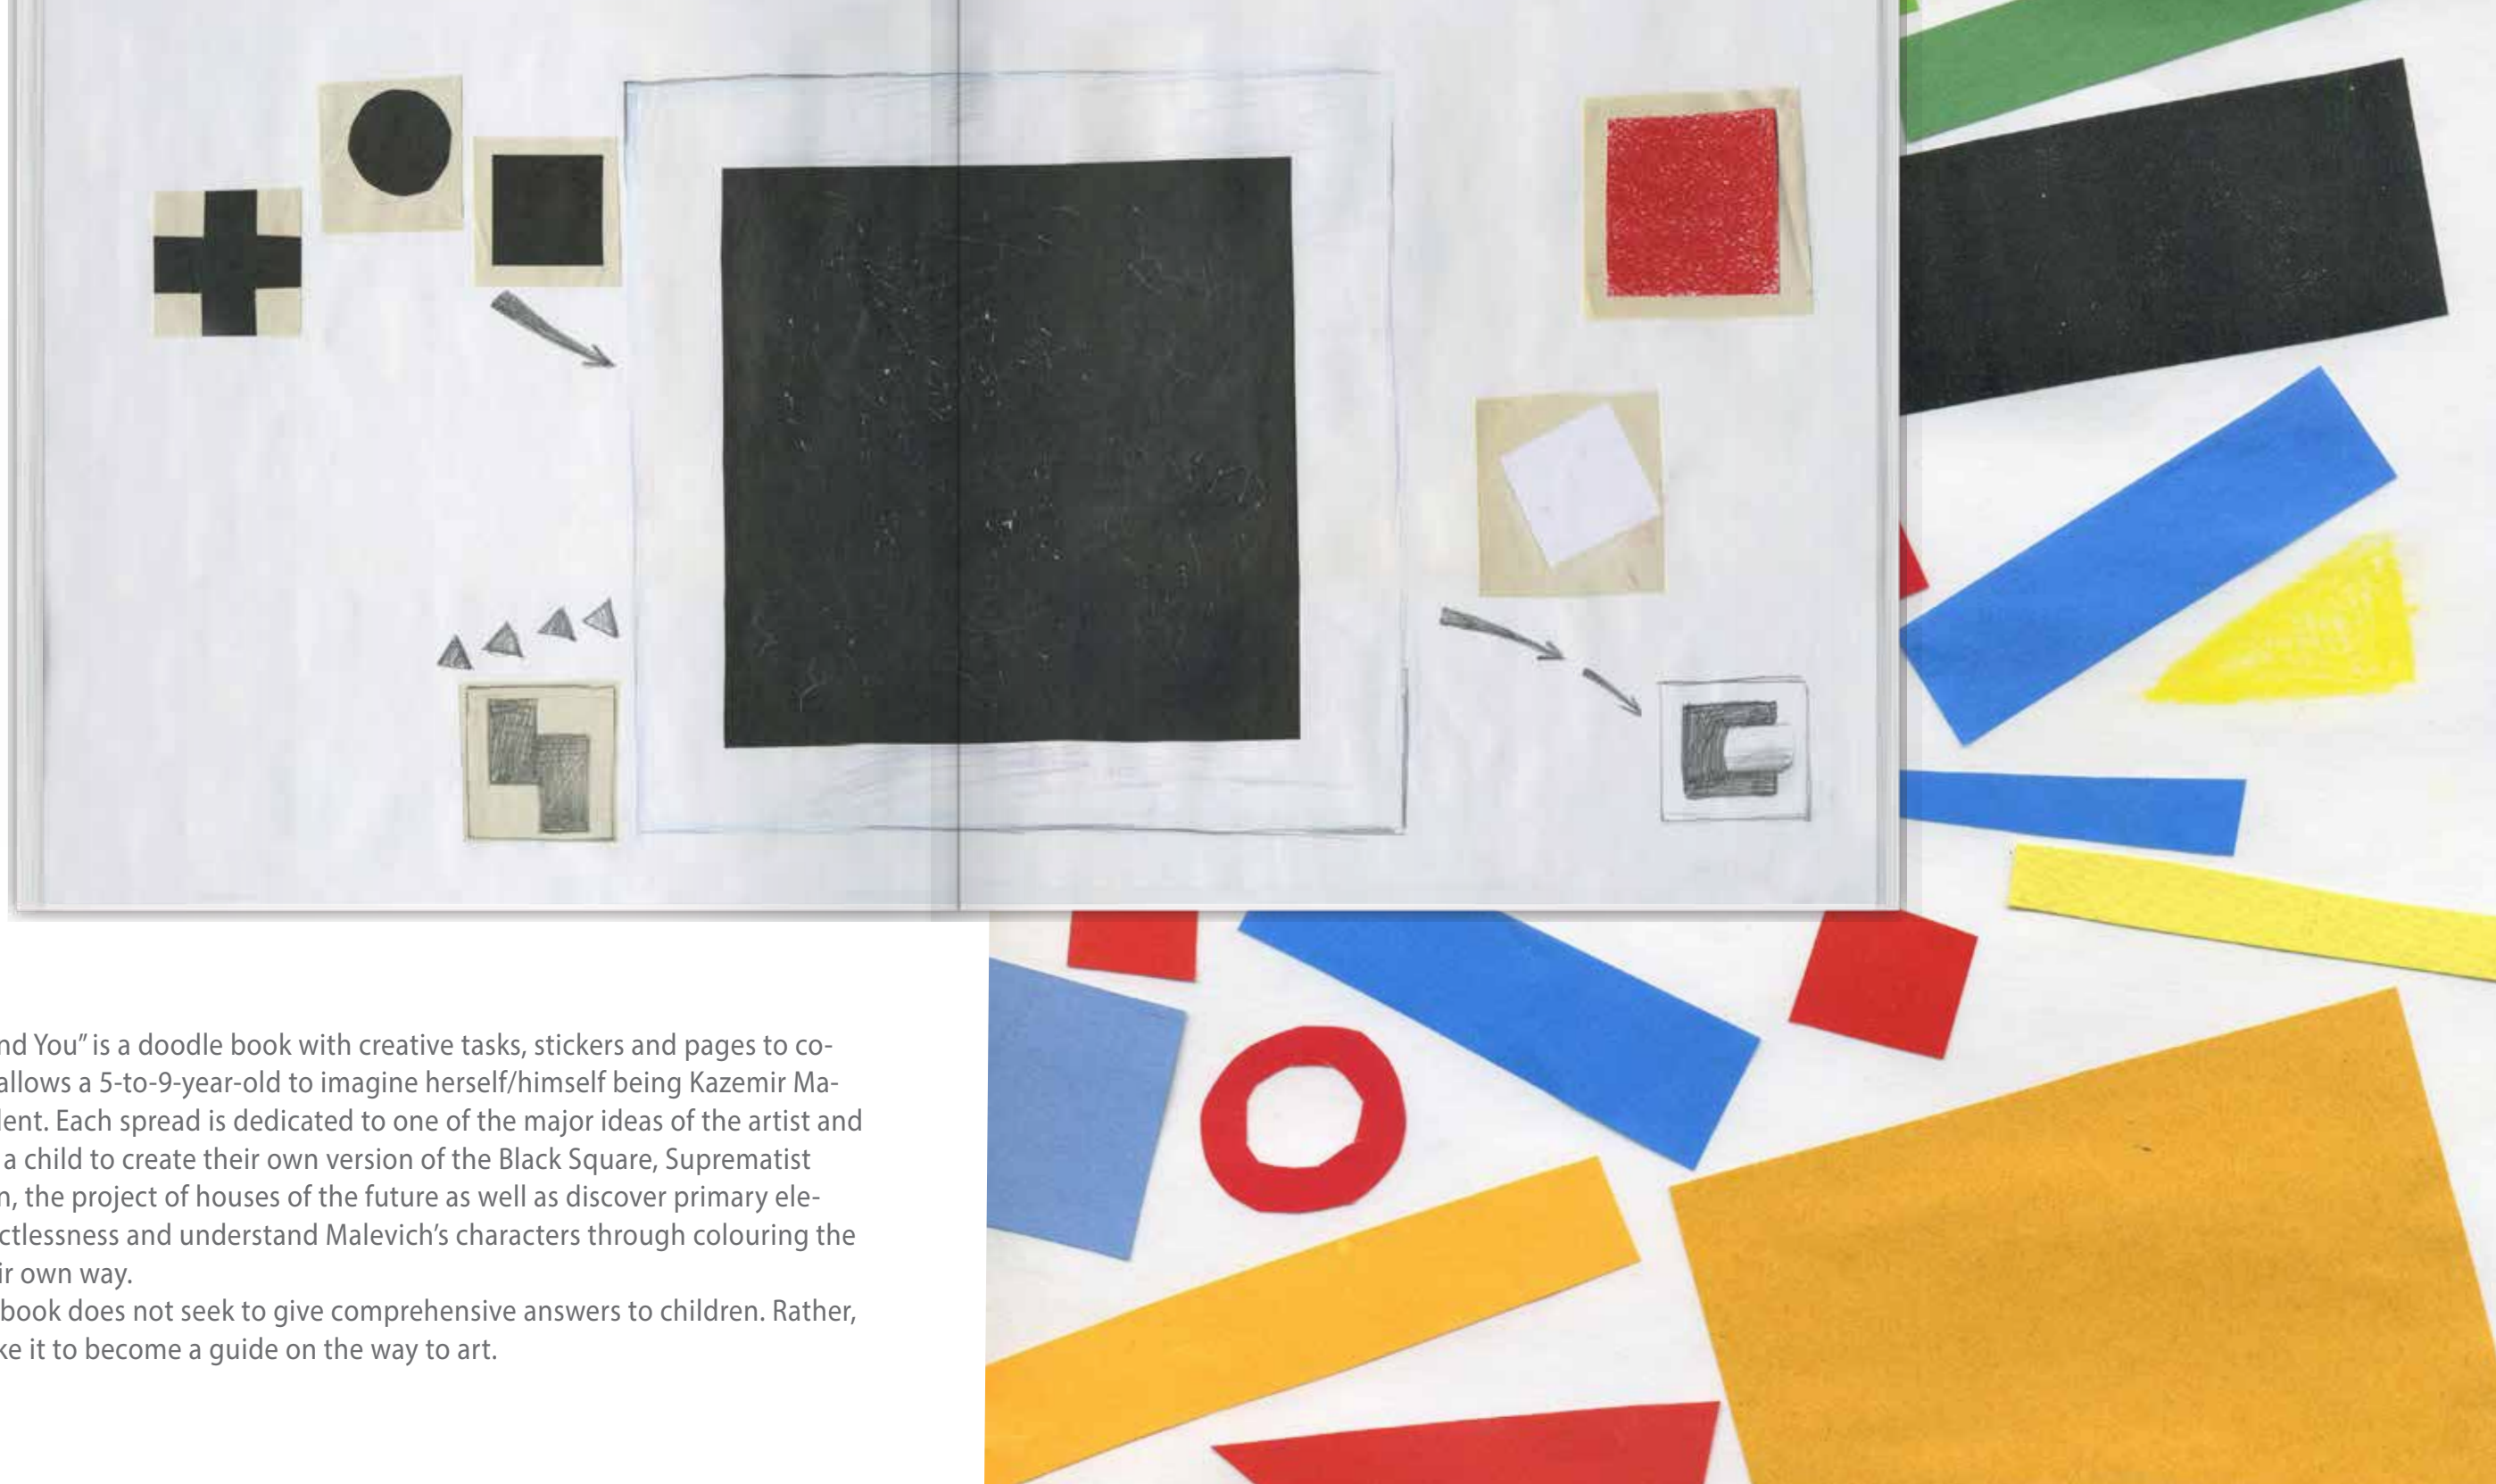 nd You” is a doodle book with creative tasks, stickers and pages to co-
allows a 5-to-9-year-old to imagine herself/himself being Kazemir Ma-
lent. Each spread is dedicated to one of the major ideas of the artist and
a child to create their own version of the Black Square, Suprematist
n, the project of houses of the future as well as discover primary ele-
ctlessness and understand Malevich’s characters through colouring the
ir own way.
book does not seek to give comprehensive answers to children. Rather,
ke it to become a guide on the way to art.